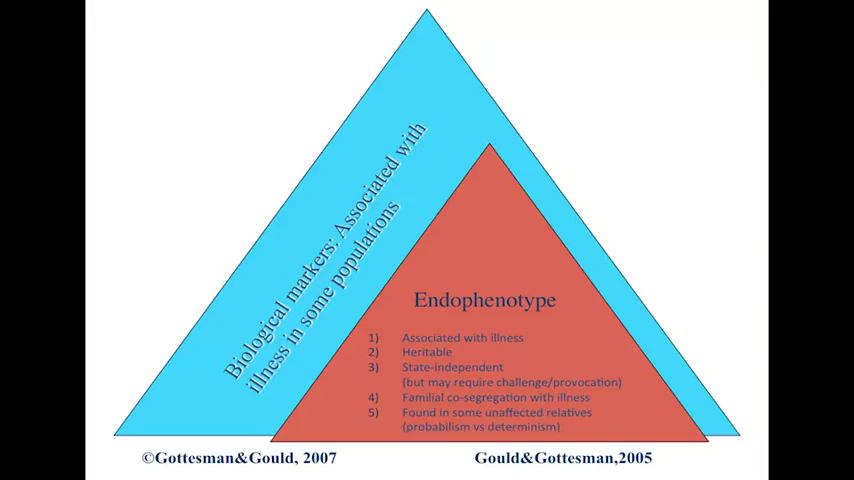 Biological markers: Associated with
illness in some populations
Endophenotype
1) Associated with illness
2) Heritable
3) State-independent
(but may require challenge/provocation)
4) Familial co-segregation with illness
5) Found in some unaffected relatives
(probabilism vs determinism)
©Gottesman&Gould, 2007
Gould&Gottesman,2005